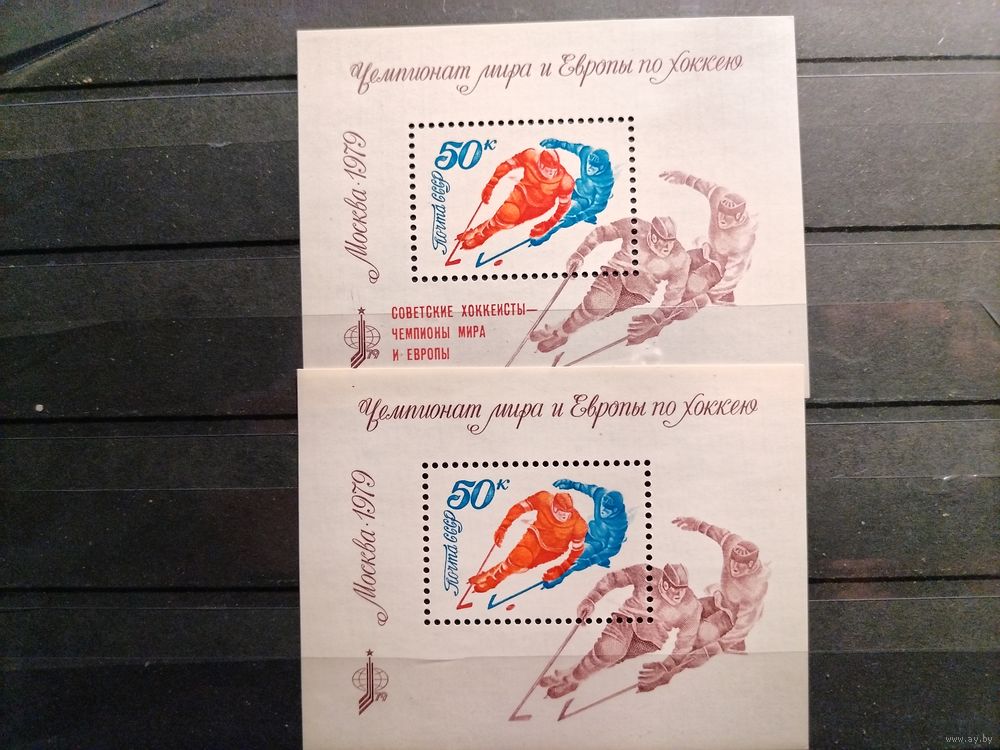 Чемпионат мира и Европы по хоккею
Москва·1979
50к
Почта СССР
СОВЕТСКИЕ ХОККЕИСТЫ—
ЧЕМПИОНЫ МИРА
И ЕВРОПЫ
79
Чемпионат мира и Европы по хоккею
Москва·1979
50к
Почта СССР
79
www.ay.by